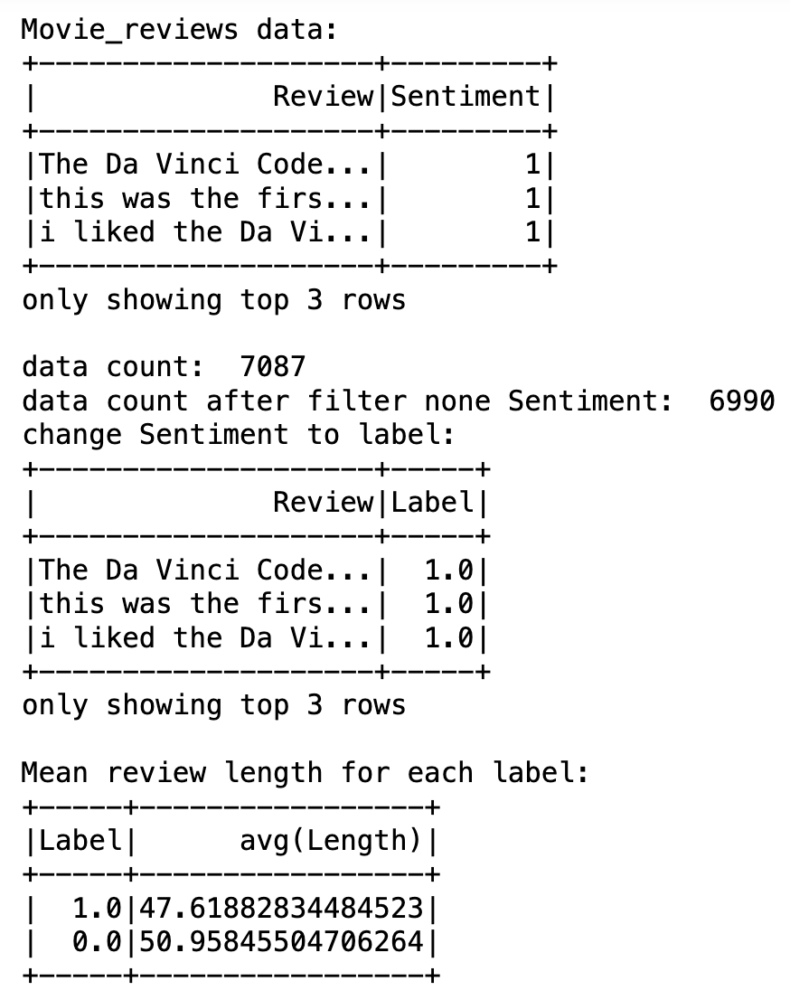 Movie_reviews data:
+--------------------+---------+
|              Review|Sentiment|
+--------------------+---------+
|The Da Vinci Code...|        1|
|this was the firs...|        1|
|i liked the Da Vi...|        1|
+--------------------+---------+
only showing top 3 rows

data count:  7087
data count after filter none Sentiment:  6990
change Sentiment to label:
+--------------------+-----+
|              Review|Label|
+--------------------+-----+
|The Da Vinci Code...|  1.0|
|this was the firs...|  1.0|
|i liked the Da Vi...|  1.0|
+--------------------+-----+
only showing top 3 rows

Mean review length for each label:
+-----+-----------------+
|Label|      avg(Length)|
+-----+-----------------+
|  1.0|47.61882834484523|
|  0.0|50.95845504706264|
+-----+-----------------+